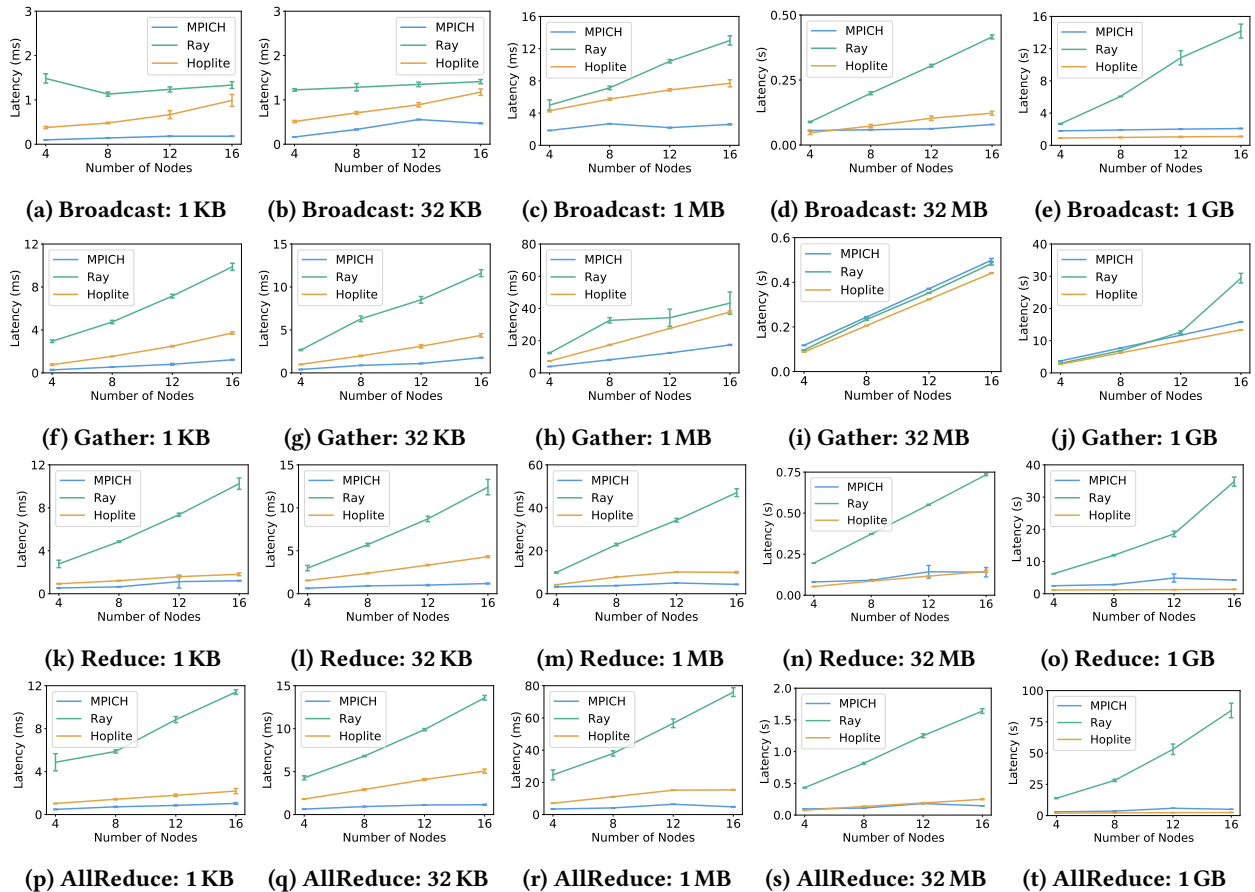 3
2
1
0
Latency (ms)
MPICH
Ray
Hoplite
4 8 12 16
Number of Nodes
(a) Broadcast: 1 KB
3
2
1
0
Latency (ms)
MPICH
Ray
Hoplite
4 8 12 16
Number of Nodes
(b) Broadcast: 32 KB
16
12
8
4
0
Latency (ms)
MPICH
Ray
Hoplite
4 8 12 16
Number of Nodes
(c) Broadcast: 1 MB
0.50
0.25
0.00
Latency (s)
MPICH
Ray
Hoplite
4 8 12 16
Number of Nodes
(d) Broadcast: 32 MB
16
12
8
4
0
Latency (s)
MPICH
Ray
Hoplite
4 8 12 16
Number of Nodes
(e) Broadcast: 1 GB
12
8
4
0
Latency (ms)
MPICH
Ray
Hoplite
4 8 12 16
Number of Nodes
(f) Gather: 1 KB
15
10
5
0
Latency (ms)
MPICH
Ray
Hoplite
4 8 12 16
Number of Nodes
(g) Gather: 32 KB
80
60
40
20
0
Latency (ms)
MPICH
Ray
Hoplite
4 8 12 16
Number of Nodes
(h) Gather: 1 MB
0.6
0.4
0.2
0.0
Latency (s)
MPICH
Ray
Hoplite
4 8 12 16
Number of Nodes
(i) Gather: 32 MB
40
30
20
10
0
Latency (s)
MPICH
Ray
Hoplite
4 8 12 16
Number of Nodes
(j) Gather: 1 GB
12
8
4
0
Latency (ms)
MPICH
Ray
Hoplite
4 8 12 16
Number of Nodes
(k) Reduce: 1 KB
15
10
5
0
Latency (ms)
MPICH
Ray
Hoplite
4 8 12 16
Number of Nodes
(l) Reduce: 32 KB
60
40
20
0
Latency (ms)
MPICH
Ray
Hoplite
4 8 12 16
Number of Nodes
(m) Reduce: 1 MB
0.75
0.50
0.25
0.00
Latency (s)
MPICH
Ray
Hoplite
4 8 12 16
Number of Nodes
(n) Reduce: 32 MB
40
30
20
10
0
Latency (s)
MPICH
Ray
Hoplite
4 8 12 16
Number of Nodes
(o) Reduce: 1 GB
12
8
4
0
Latency (ms)
MPICH
Ray
Hoplite
4 8 12 16
Number of Nodes
(p) AllReduce: 1 KB
15
10
5
0
Latency (ms)
MPICH
Ray
Hoplite
4 8 12 16
Number of Nodes
(q) AllReduce: 32 KB
80
60
40
20
0
Latency (ms)
MPICH
Ray
Hoplite
4 8 12 16
Number of Nodes
(r) AllReduce: 1 MB
2.0
1.5
1.0
0.5
0.0
Latency (s)
MPICH
Ray
Hoplite
4 8 12 16
Number of Nodes
(s) AllReduce: 32 MB
100
75
50
25
0
Latency (s)
MPICH
Ray
Hoplite
4 8 12 16
Number of Nodes
(t) AllReduce: 1 GB